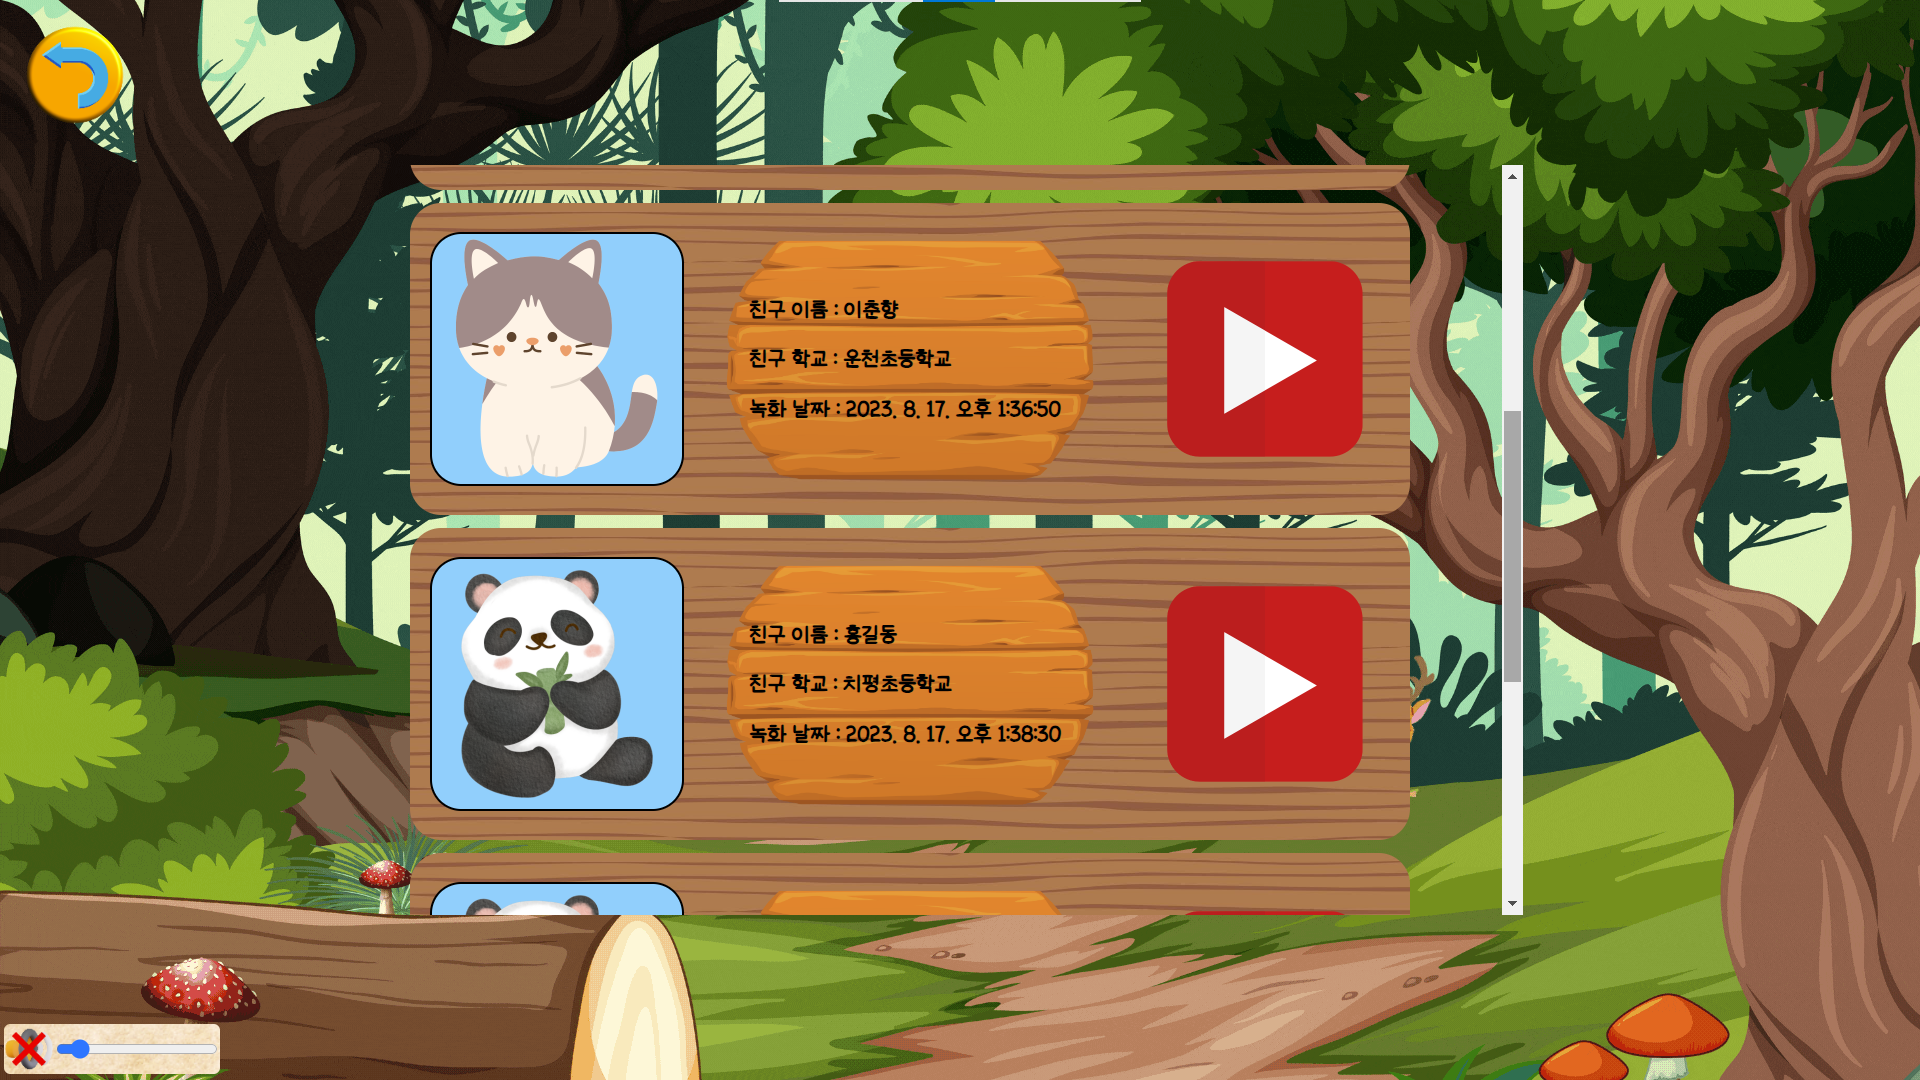 친구 이름 : 이춘향
친구 학교 : 운천초등학교
녹화 날짜 : 2023. 8. 17. 오후 1:36:50
친구 이름 : 홍길동
친구 학교 : 치평초등학교
녹화 날짜 : 2023. 8. 17. 오후 1:38:30